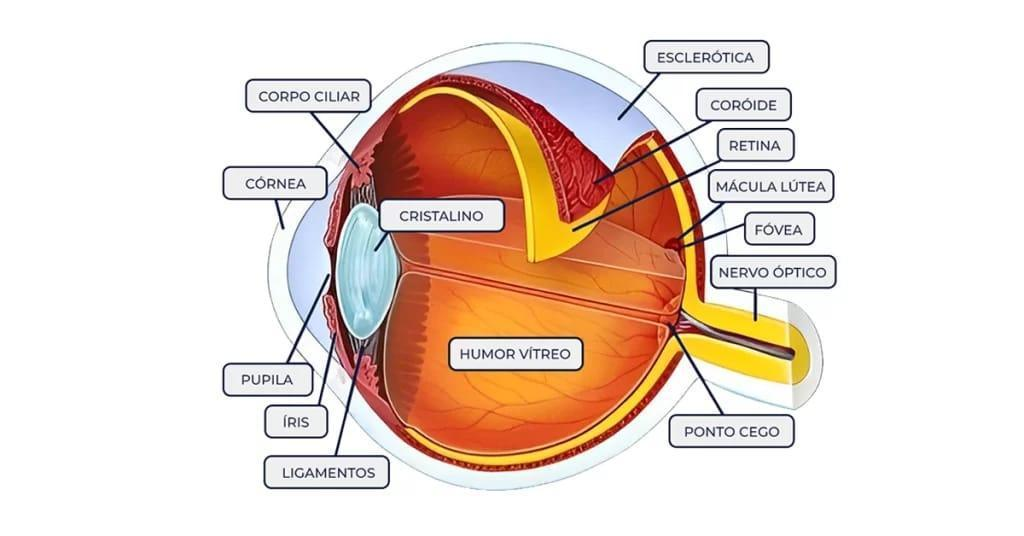 ESCLERÓTICA
CORPO CILIAR
CORÓIDE
RETINA
CÓRNEA
MÁCULA LÚTEA
CRISTALINO
FÓVEA
NERVO ÓPTICO
HUMOR VÍTREO
PUPILA
ÍRIS
PONTO CEGO
LIGAMENTOS